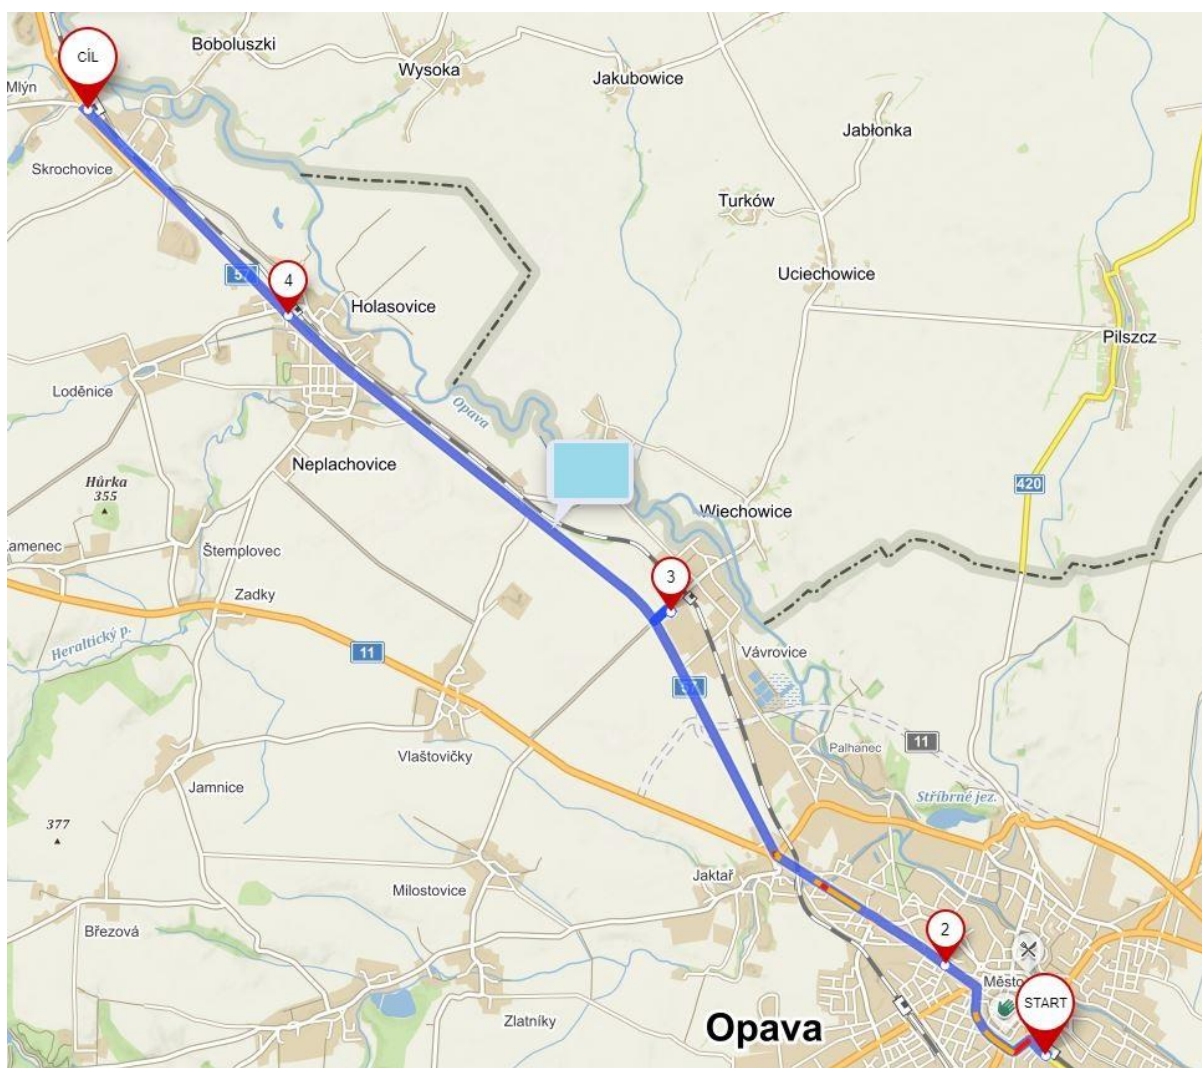 Boboluszki
CÍL
Wysoka
Jakubowice
Mlýn
Jabłonka
Skrochovice
Turków
Uciechowice
57
4
Holasovice
Pilszcz
Loděnice
Opava
Neplachovice
Hůrka
355
420
Wiechowice
Kamenec
Štemplovec
3
Zadky
Heraltický p.
11
Vávrovice
57
Vlaštovičky
Palhanec
11
Jamnice
Stříbrné jez.
377
Jaktař
Milostovice
Březová
2
Město
START
Zlatníky
Opava